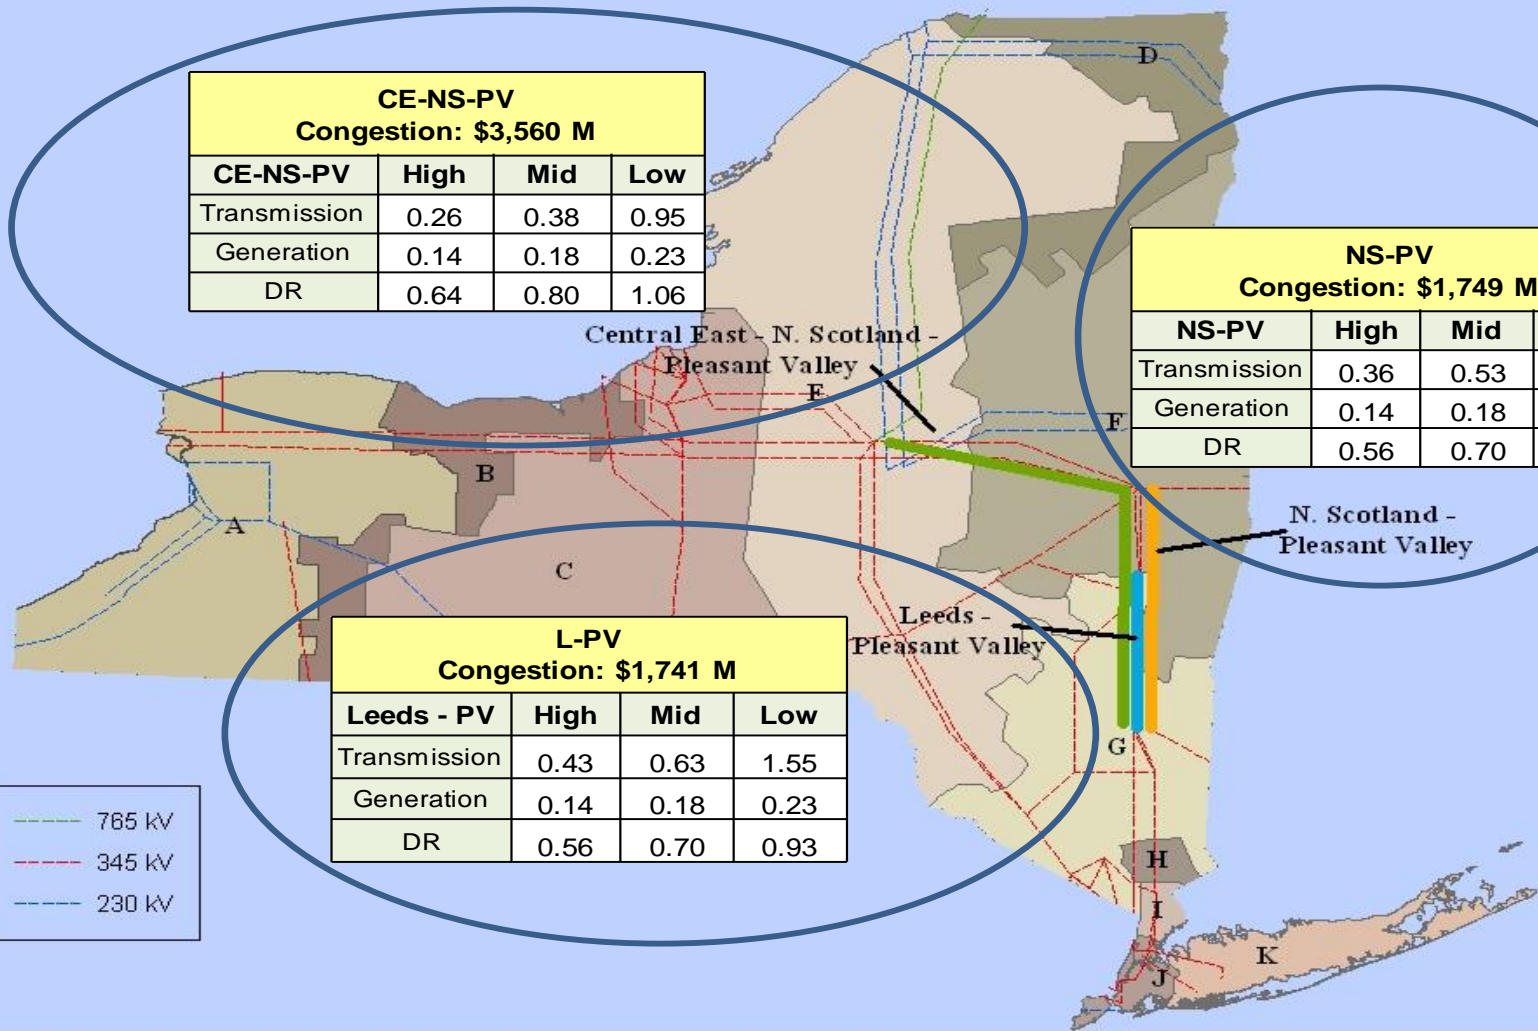 CE-NS-PV
Congestion: $3,560 M
CE-NS-PV High Mid Low
Transmission 0.26 0.38 0.95
Generation 0.14 0.18 0.23
DR 0.64 0.80 1.06
D
NS-PV
Congestion: $1,749 M
NS-PV High Mid
Transmission 0.36 0.53
Generation 0.14 0.18
DR 0.56 0.70
Central East - N. Scotland -
Pleasant Valley
E
F
B
A
C
N. Scotland -
Pleasant Valley
Leeds -
Pleasant Valley
L-PV
Congestion: $1,741 M
Leeds - PV High Mid Low
Transmission 0.43 0.63 1.55
Generation 0.14 0.18 0.23
DR 0.56 0.70 0.93
G
765 kV
345 kV
230 kV
H
I
K
J